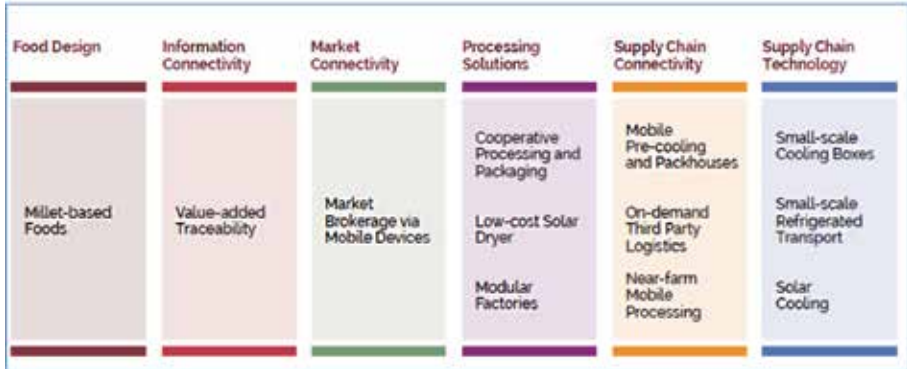 Food Design
Information
Connectivity
Market
Connectivity
Processing
Solutions
Supply Chain
Connectivity
Supply Chain
Technology
Millet-based
Foods
Value-added
Traceability
Market
Brokerage via
Mobile Devices
Cooperative
Processing and
Packaging
Low-cost Solar
Dryer
Modular
Factories
Mobile
Pre-cooling
and Packhouses
On-demand
Third Party
Logistics
Near-farm
Mobile
Processing
Small-scale
Cooling Boxes
Small-scale
Refrigerated
Transport
Solar
Cooling